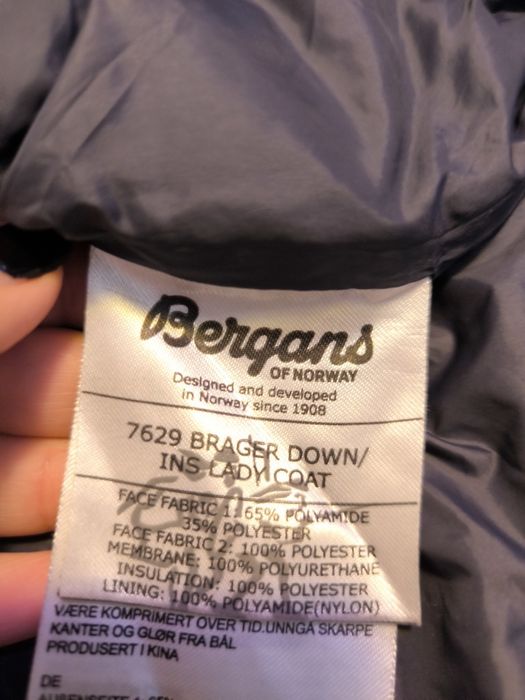 Bergans
OF NORWAY
Designed and developed
in Norway since 1908
7629 BRAGER DOWN/
INS LADY COAT
FACE FABRIC 1: 65% POLYAMIDE
35% POLYESTER
FACE FABRIC 2: 100% POLYESTER
MEMBRANE: 100% POLYURETHANE
INSULATION: 100% POLYESTER
LINING: 100% POLYAMIDE(NYLON)
VÆRE KOMPRIMERT OVER TID.UNNGÅ SKARPE
KANTER OG GLØR FRA BÅL
PRODUSERT I KINA
DE